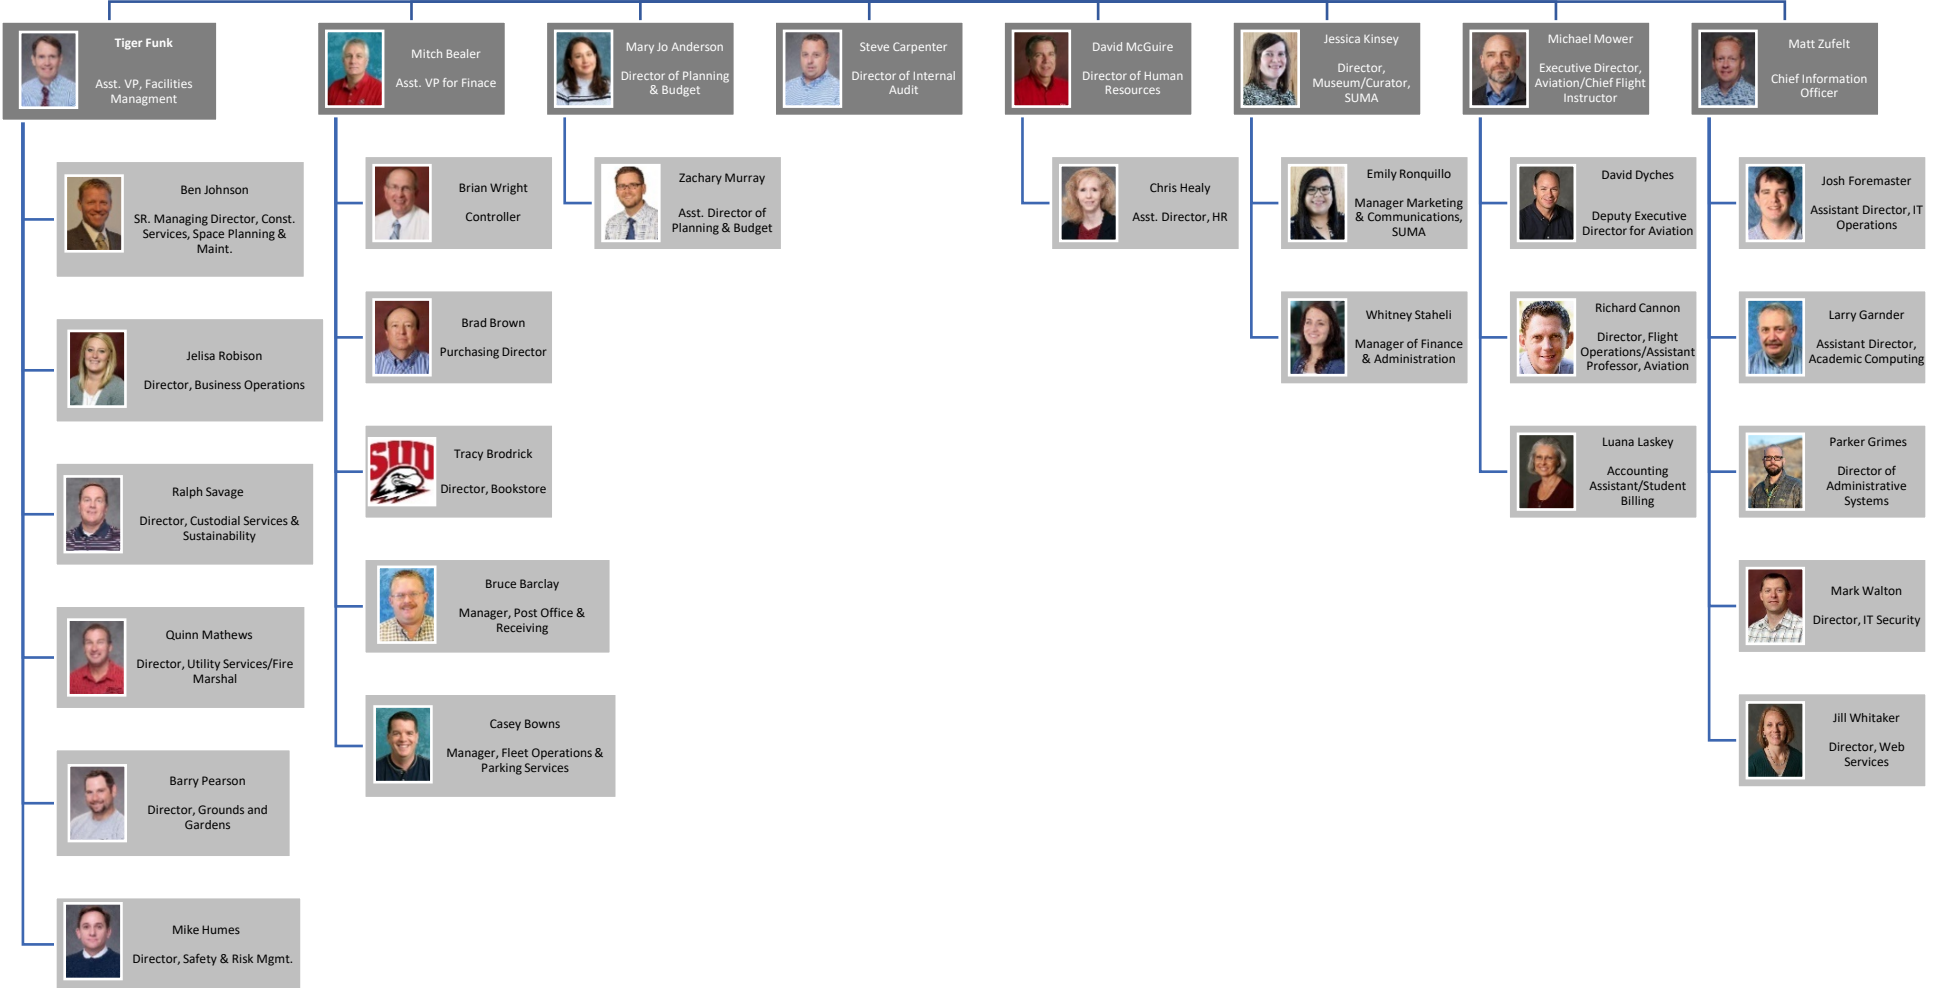 Tiger Funk
Asst. VP, Facilities
Managment
Mitch Bealer
Asst. VP for Finace
Mary Jo Anderson
Director of Planning
& Budget
Steve Carpenter
Director of Internal
Audit
David McGuire
Director of Human
Resources
Jessica Kinsey
Director,
Museum/Curator,
SUMA
Michael Mower
Executive Director,
Aviation/Chief Flight
Instructor
Matt Zufelt
Chief Information
Officer
Ben Johnson
SR. Managing Director, Const.
Services, Space Planning &
Maint.
Jelisa Robison
Director, Business Operations
Ralph Savage
Director, Custodial Services &
Sustainability
Quinn Mathews
Director, Utility Services/Fire
Marshal
Barry Pearson
Director, Grounds and
Gardens
Mike Humes
Director, Safety & Risk Mgmt.
Brian Wright
Controller
Brad Brown
Purchasing Director
SUU
Tracy Brodrick
Director, Bookstore
Bruce Barclay
Manager, Post Office &
Receiving
Casey Bowns
Manager, Fleet Operations &
Parking Services
Zachary Murray
Asst. Director of
Planning & Budget
Chris Healy
Asst. Director, HR
Emily Ronquillo
Manager Marketing
& Communications,
SUMA
Whitney Staheli
Manager of Finance
& Administration
David Dyches
Deputy Executive
Director for Aviation
Richard Cannon
Director, Flight
Operations/Assistant
Professor, Aviation
Luana Laskey
Accounting
Assistant/Student
Billing
Josh Foremaster
Assistant Director, IT
Operations
Larry Garnder
Assistant Director,
Academic Computing
Parker Grimes
Director of
Administrative
Systems
Mark Walton
Director, IT Security
Jill Whitaker
Director, Web
Services